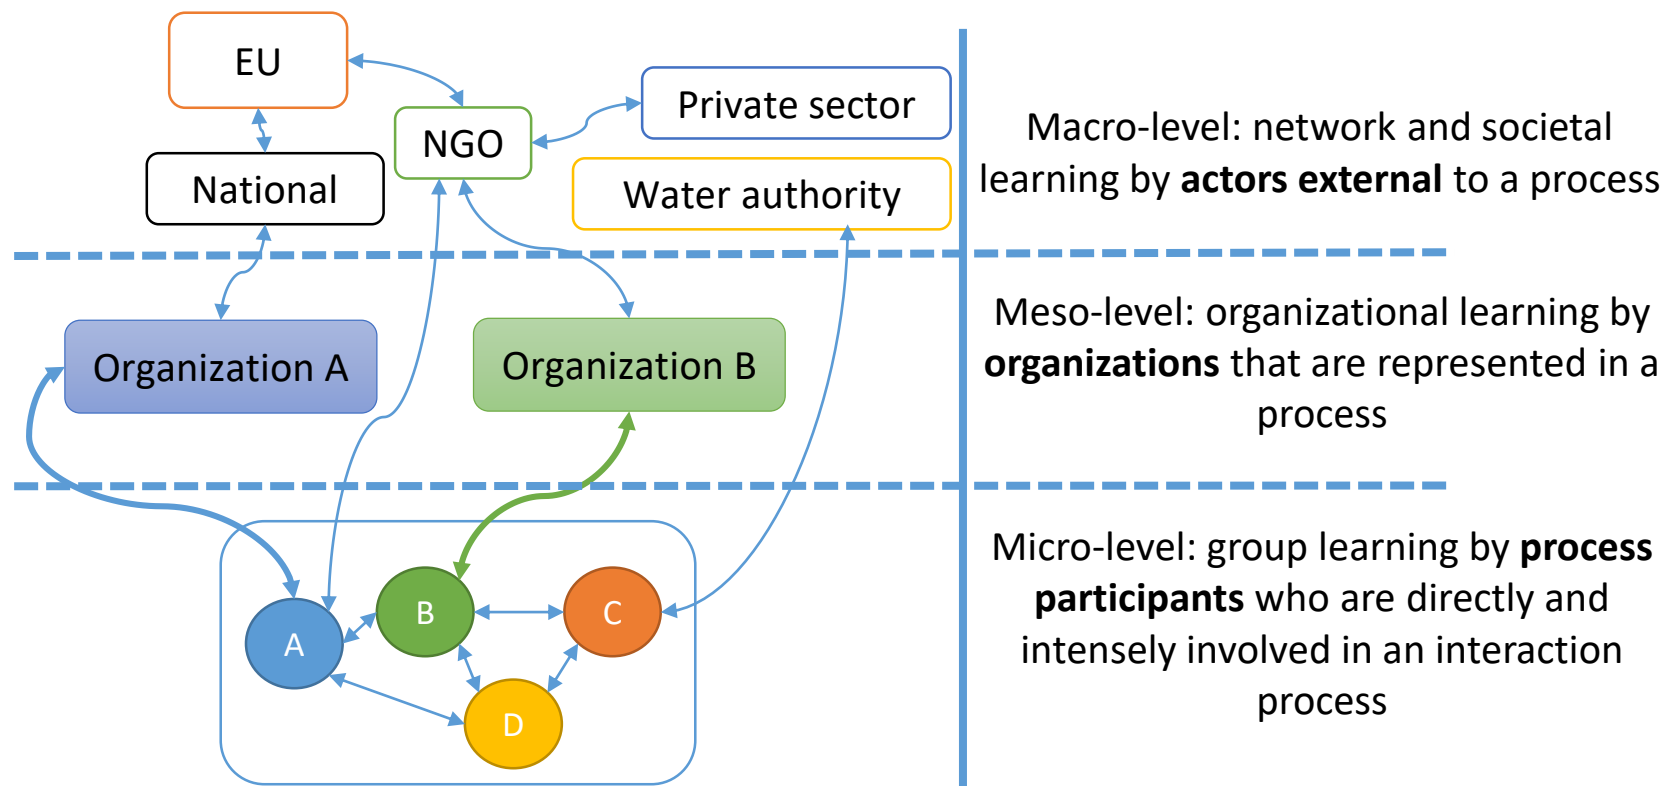 EU
Private sector
NGO
National
Water authority
Macro-level: network and societal
learning by actors external to a process
Organization A
Organization B
Meso-level: organizational learning by
organizations that are represented in a
process
A
B
C
D
Micro-level: group learning by process
participants who are directly and
intensely involved in an interaction
process